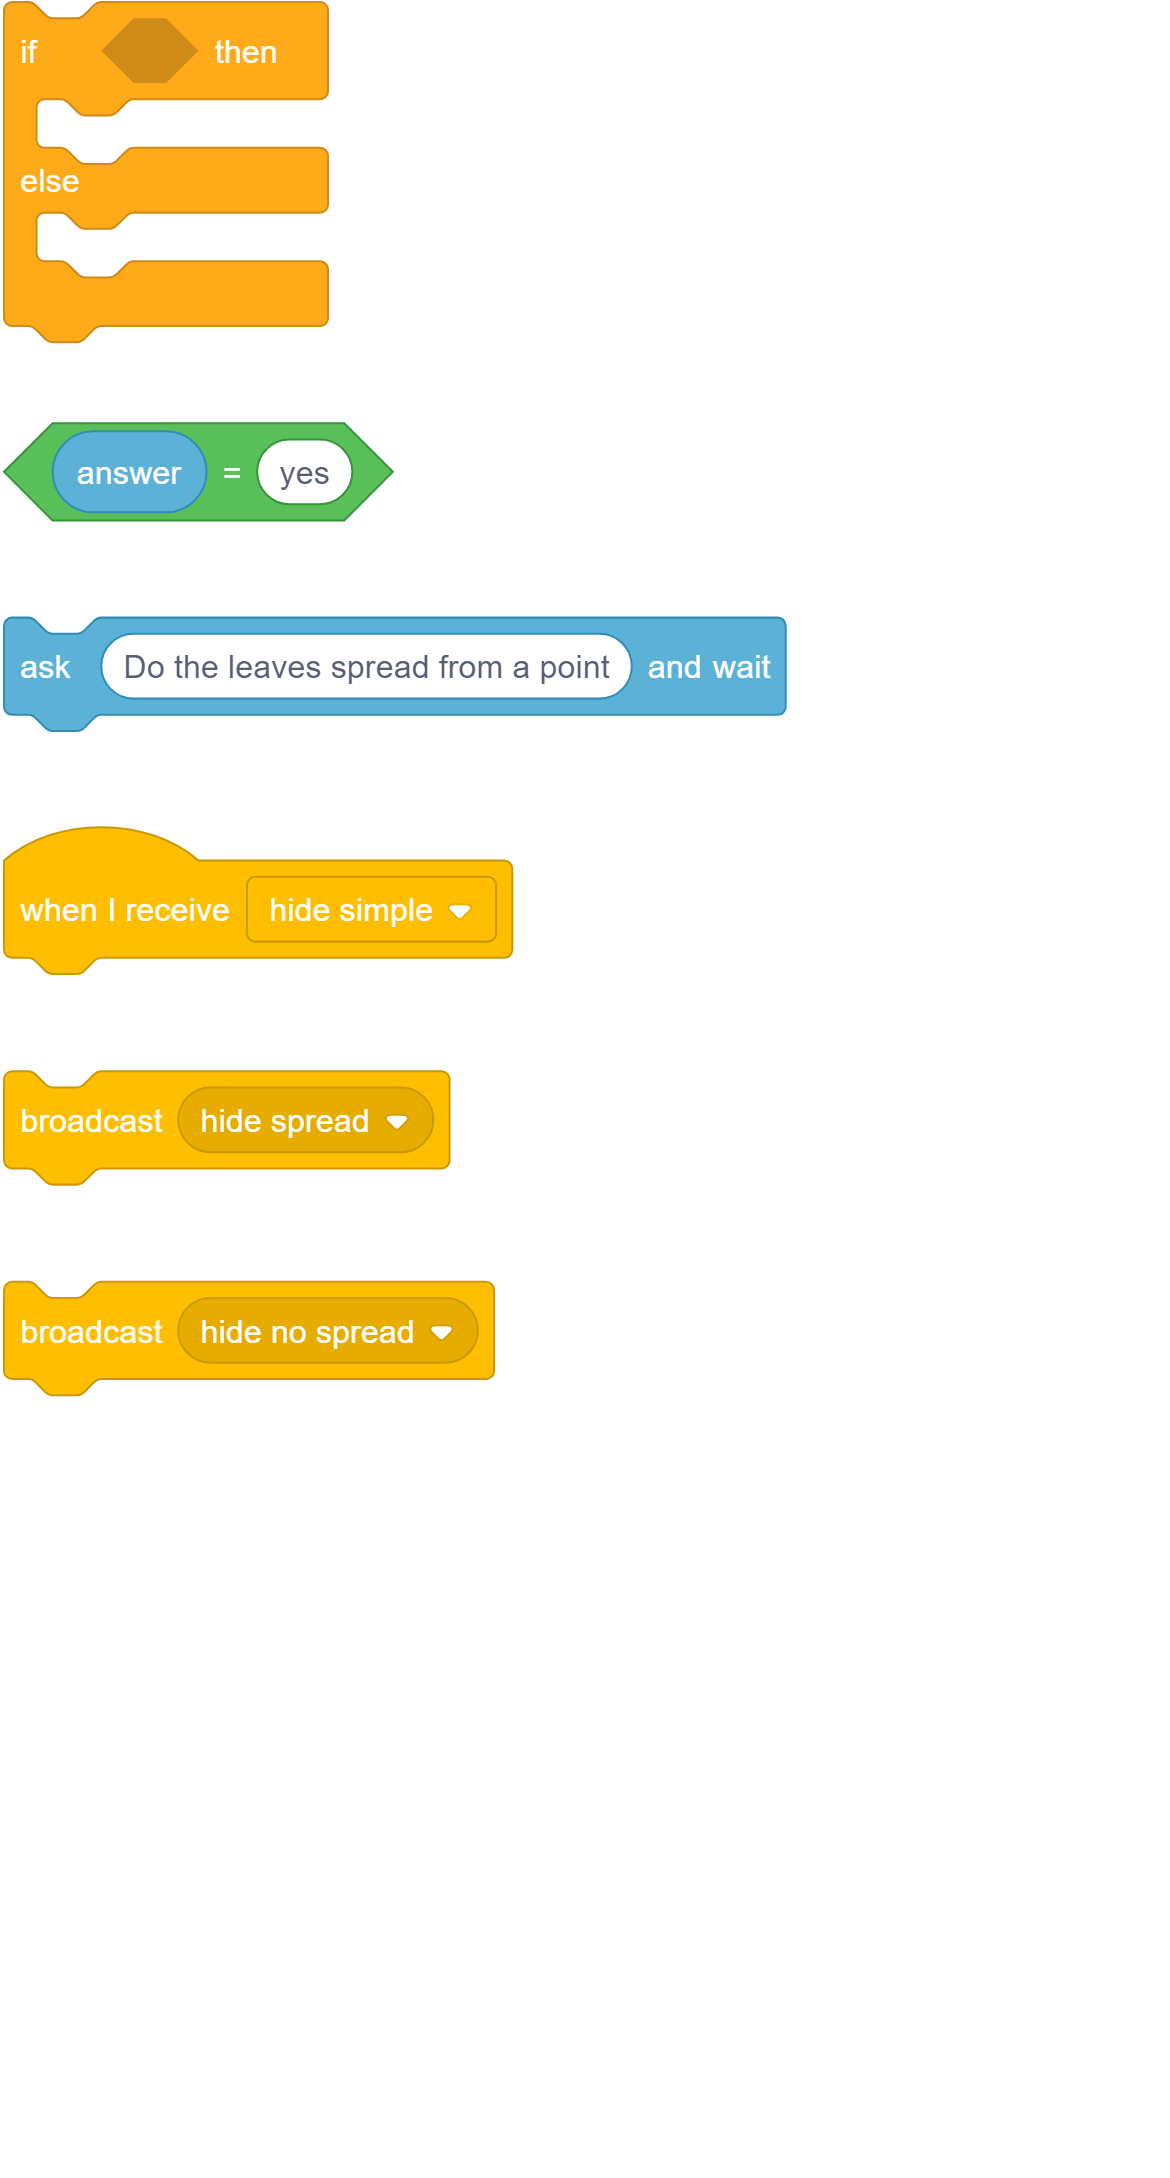 if then
else
answer = yes
ask Do the leaves spread from a point and wait
when I receive hide simple
broadcast hide spread
broadcast hide no spread